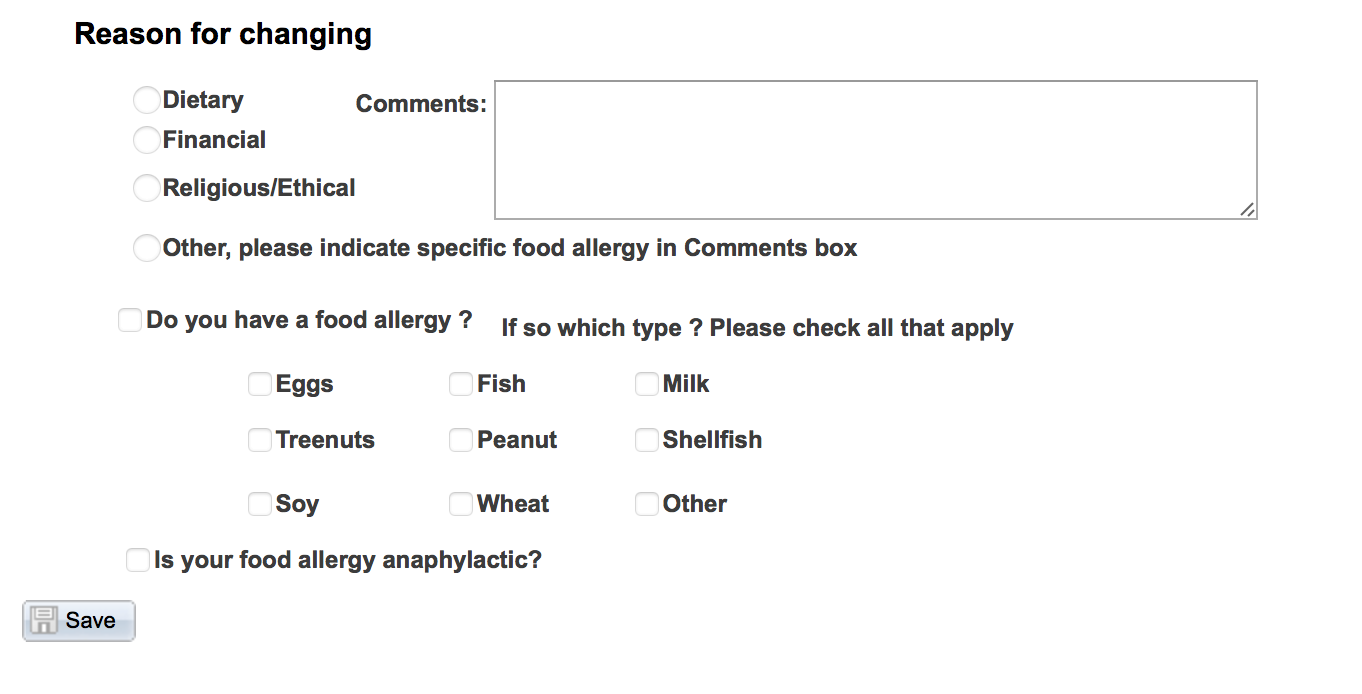 Reason for changing
Dietary
Comments:
Financial
Religious/Ethical
Other, please indicate specific food allergy in Comments box
Do you have a food allergy ?
If so which type ? Please check all that apply
Eggs
Fish
Milk
Treenuts
Peanut
Shellfish
Soy
Wheat
Other
Is your food allergy anaphylactic?
Save